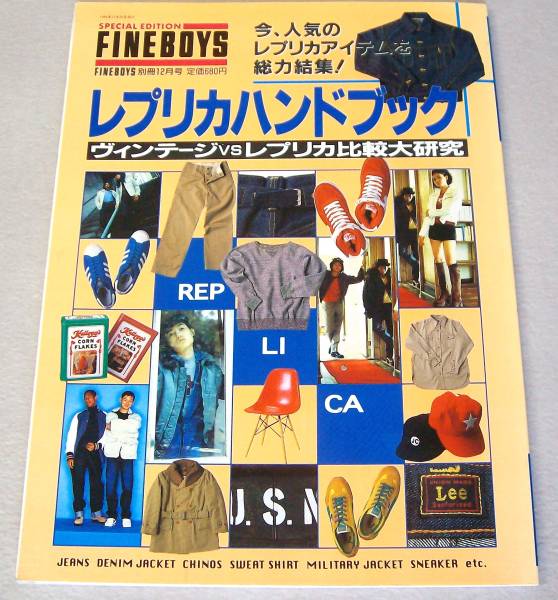 SPECIAL EDITION
FINEBOYS
FINEBOYS 別冊12月号 定価680円
今、人気の
レプリカアイテムを
総力結集!
レプリカハンドブック
ヴィンテージVSレプリカ比較大研究
REP
LI
CA
Kellogg's
CORN
FLAKES
Kellogg's
CORN
FLAKES
JC
U.S.N
UNION MADE
Lee
Sanforized
JEANS DENIM JACKET CHINOS SWEAT SHIRT MILITARY JACKET SNEAKER etc.